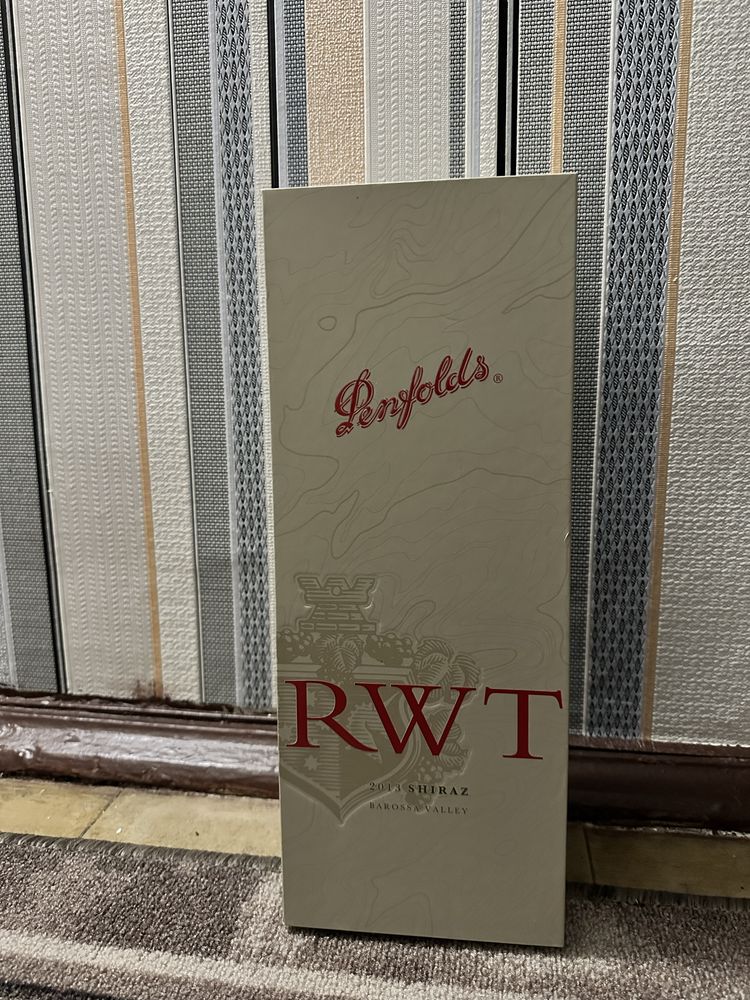 Penfolds®
RWT
2013 SHIRAZ
BAROSSA VALLEY